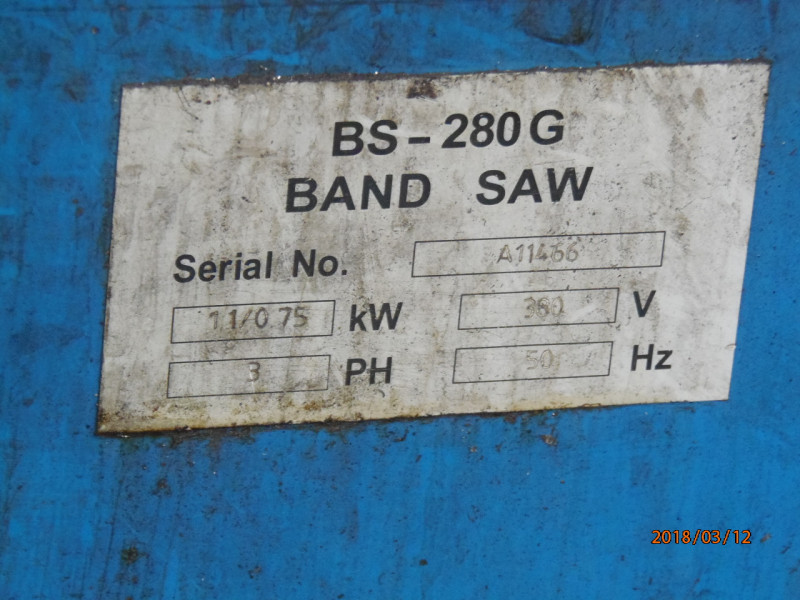 BS-280G
BAND SAW
Serial No. A11466
1.1/0.75 kW 380 V
3 PH 50 Hz
2018/03/12